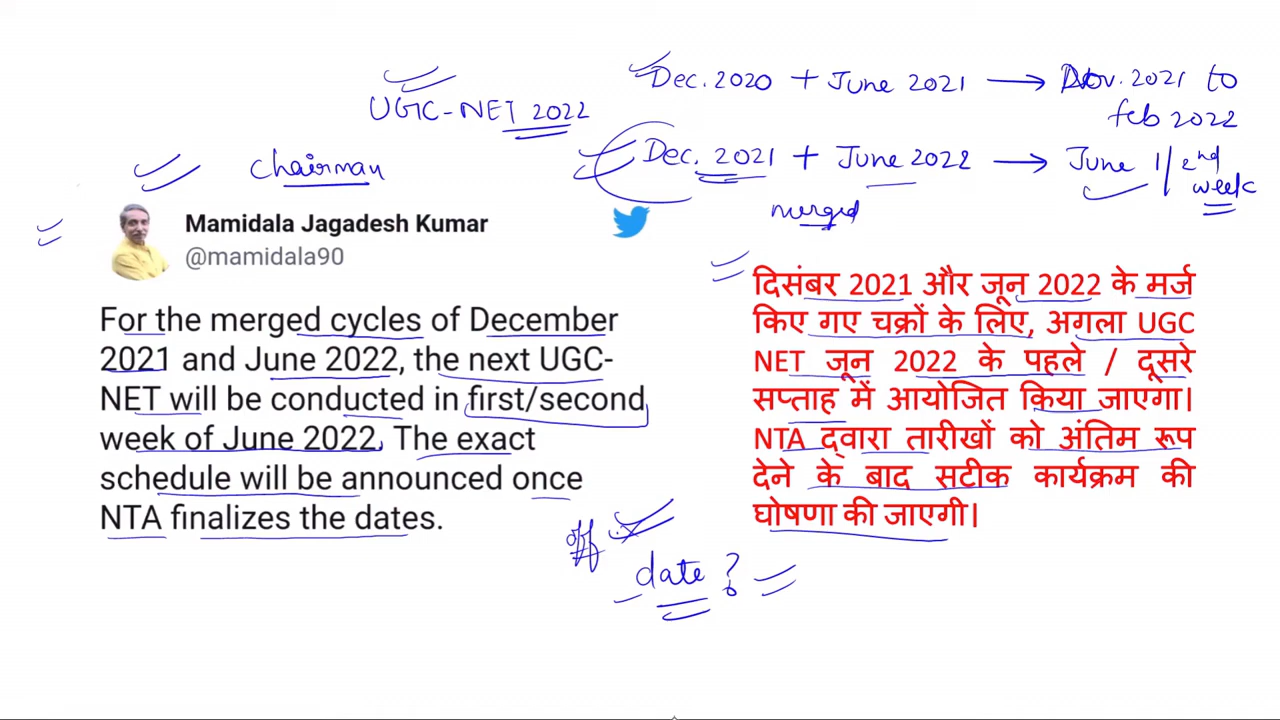 UGC-NET 2022
Dec. 2020 + June 2021 → Nov. 2021 to
feb 2022
Dec. 2021 + June 2022 → June 1/2nd
week
merged
chairman
Mamidala Jagadesh Kumar
@mamidala90
For the merged cycles of December
2021 and June 2022, the next UGC-
NET will be conducted in first/second
week of June 2022. The exact
schedule will be announced once
NTA finalizes the dates.
दिसंबर 2021 और जून 2022 के मर्ज
किए गए चक्रों के लिए, अगला UGC
NET जून 2022 के पहले / दूसरे
सप्ताह में आयोजित किया जाएगा।
NTA द्वारा तारीखों को अंतिम रूप
देने के बाद सटीक कार्यक्रम की
घोषणा की जाएगी।
date ?